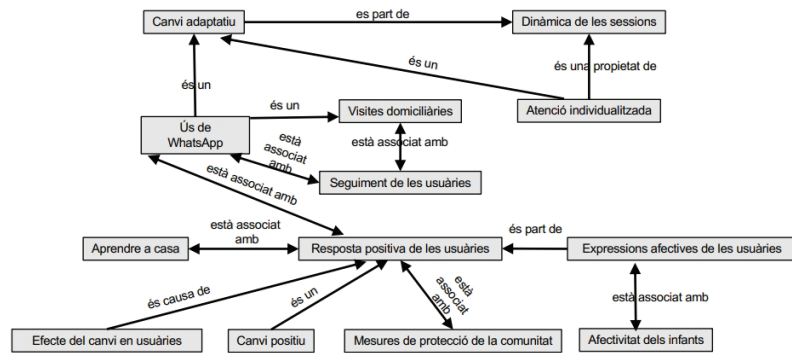 es part de
Canvi adaptatiu
Dinàmica de les sessions
és un
és una propietat de
és un
és un
Visites domiciliàries
Atenció individualitzada
Ús de
WhatsApp
està
associat
amb
està associat amb
està associat amb
Seguiment de les usuàries
està associat
amb
és part de
Aprendre a casa
Resposta positiva de les usuàries
Expressions afectives de les usuàries
és causa de
és un
està
associat
amb
està associat amb
Efecte del canvi en usuàries
Canvi positiu
Mesures de protecció de la comunitat
Afectivitat dels infants